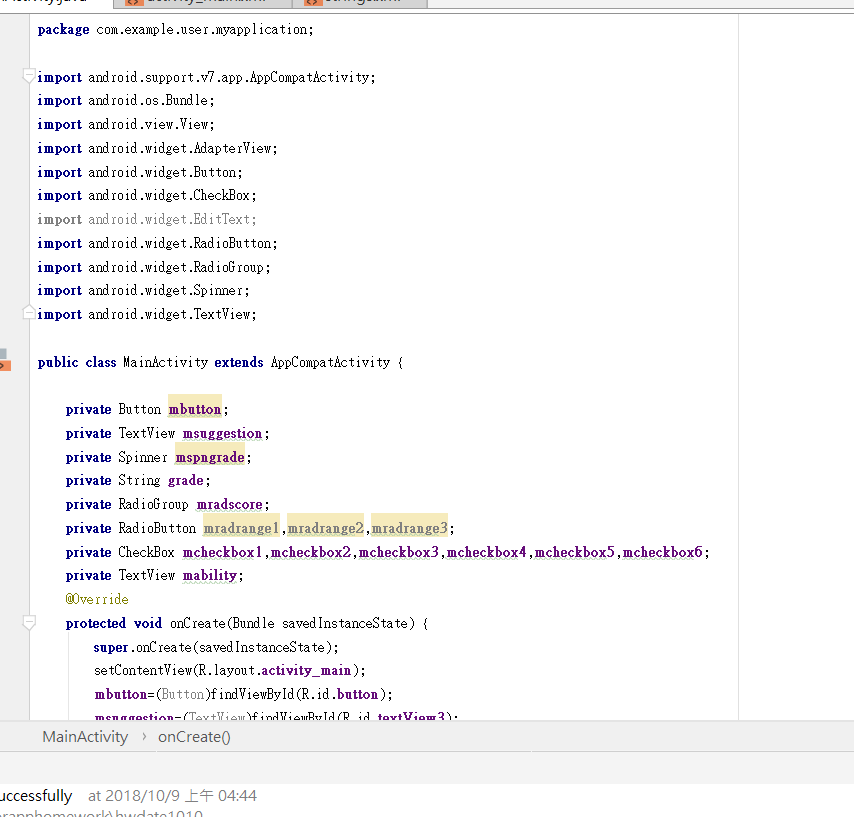 package com.example.user.myapplication;
import android.support.v7.app.AppCompatActivity;
import android.os.Bundle;
import android.view.View;
import android.widget.AdapterView;
import android.widget.Button;
import android.widget.CheckBox;
import android.widget.EditText;
import android.widget.RadioButton;
import android.widget.RadioGroup;
import android.widget.Spinner;
import android.widget.TextView;
public class MainActivity extends AppCompatActivity {
private Button mbutton;
private TextView msuggestion;
private Spinner mspngrade;
private String grade;
private RadioGroup mradscore;
private RadioButton mradrange1,mradrange2,mradrange3;
private CheckBox mcheckbox1,mcheckbox2,mcheckbox3,mcheckbox4,mcheckbox5,mcheckbox6;
private TextView mability;
@Override
protected void onCreate(Bundle savedInstanceState) {
super.onCreate(savedInstanceState);
setContentView(R.layout.activity_main);
mbutton=(Button)findViewById(R.id.button);
msuggestion=(TextView)findViewById(R.id.textView3);
MainActivity › onCreate()
uccessfully at 2018/10/9 上午 04:44